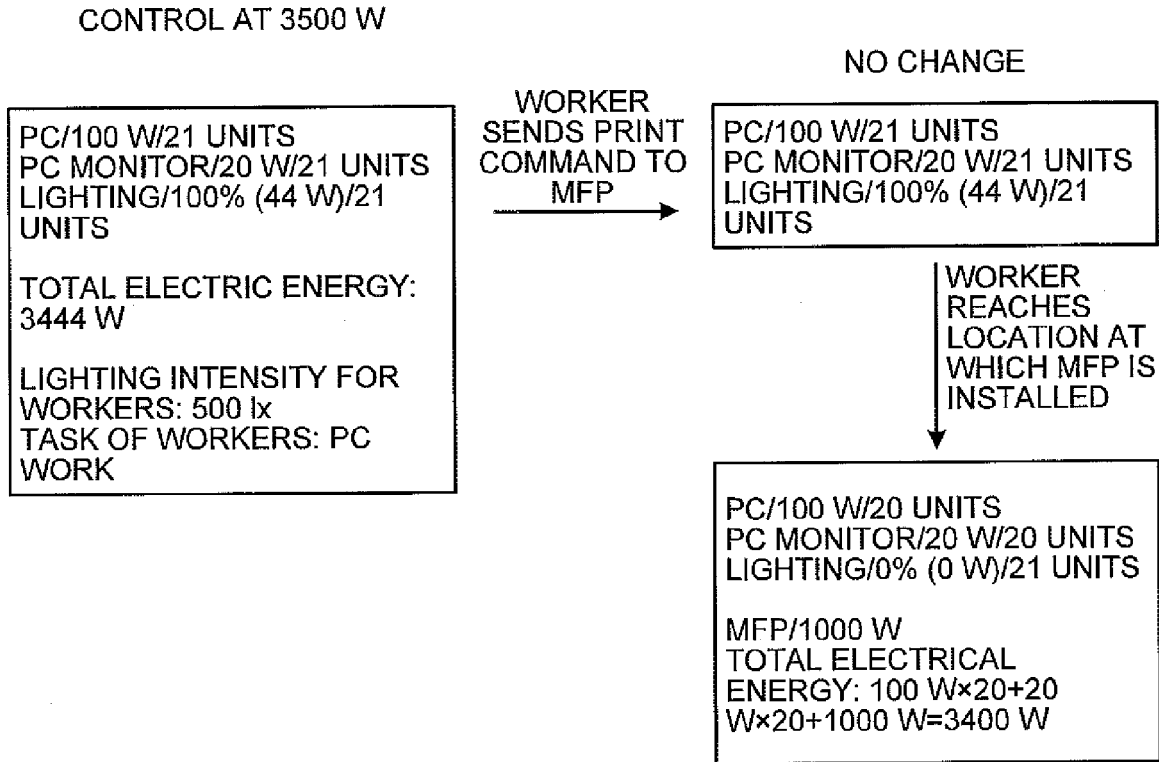 CONTROL AT 3500 W
PC/100 W/21 UNITS
PC MONITOR/20 W/21 UNITS
LIGHTING/100% (44 W)/21
UNITS
TOTAL ELECTRIC ENERGY:
3444 W
LIGHTING INTENSITY FOR
WORKERS: 500 lx
TASK OF WORKERS: PC
WORK
WORKER
SENDS PRINT
COMMAND TO
MFP
NO CHANGE
PC/100 W/21 UNITS
PC MONITOR/20 W/21 UNITS
LIGHTING/100% (44 W)/21
UNITS
WORKER
REACHES
LOCATION AT
WHICH MFP IS
INSTALLED
PC/100 W/20 UNITS
PC MONITOR/20 W/20 UNITS
LIGHTING/0% (0 W)/21 UNITS
MFP/1000 W
TOTAL ELECTRICAL
ENERGY: 100 W×20+20
W×20+1000 W=3400 W